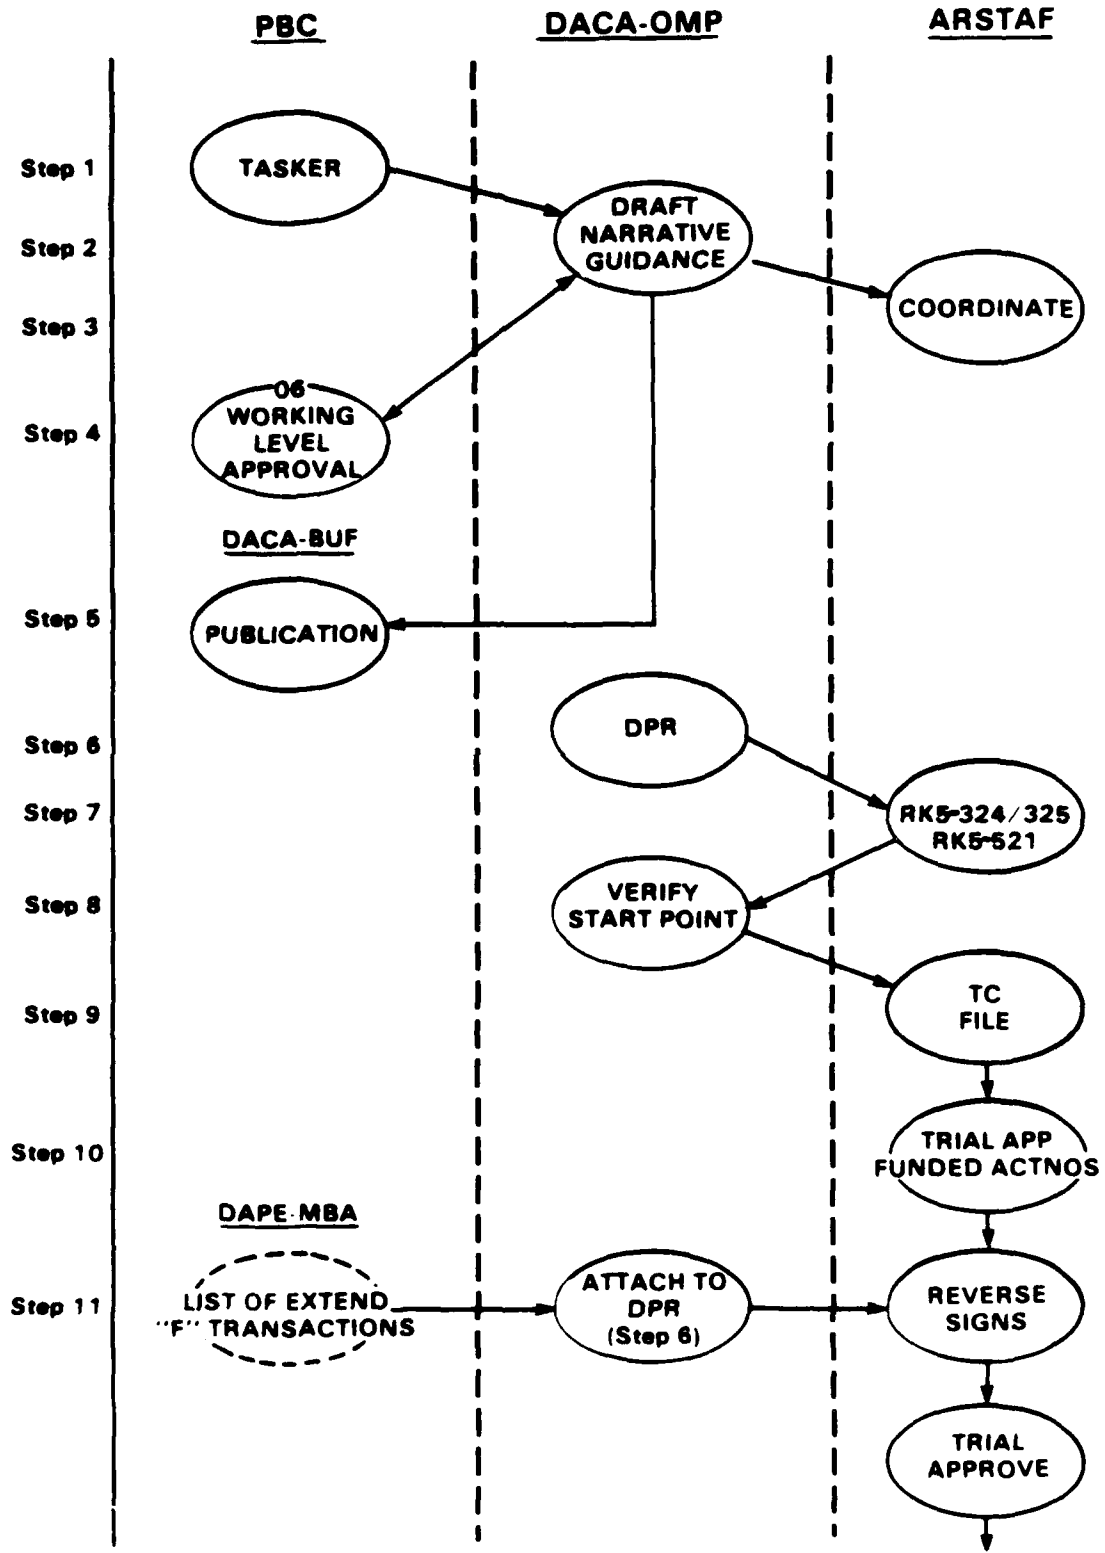 PBC
DACA-OMP
ARSTAF
Step 1
TASKER
Step 2
DRAFT
NARRATIVE
GUIDANCE
Step 3
COORDINATE
Step 4
06
WORKING
LEVEL
APPROVAL
DACA-BUF
Step 5
PUBLICATION
Step 6
DPR
Step 7
RK5-324/325
RK5-521
Step 8
VERIFY
START POINT
Step 9
TC
FILE
Step 10
TRIAL APP
FUNDED ACTNOS
DAPE-MBA
Step 11
LIST OF EXTEND
"F" TRANSACTIONS
ATTACH TO
DPR
(Step 6)
REVERSE
SIGNS
TRIAL
APPROVE